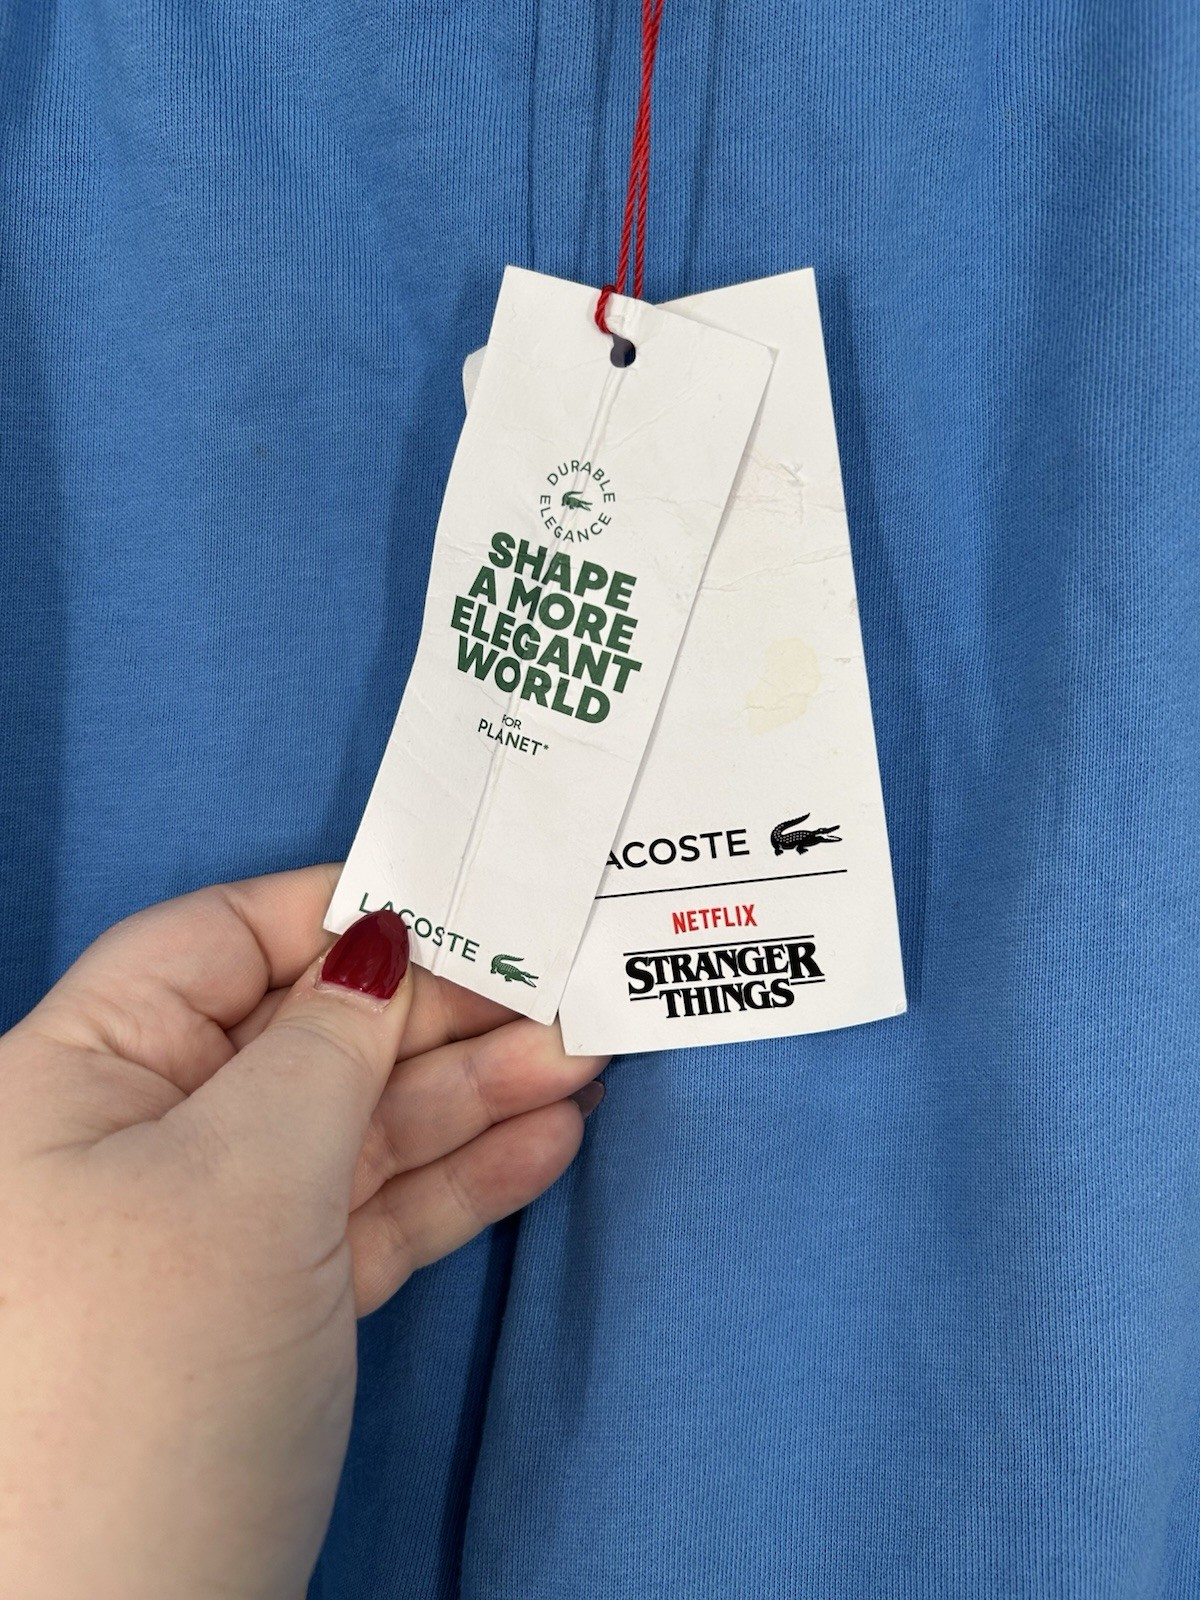 DURABLE
ELEGANCE
SHAPE
A MORE
ELEGANT
WORLD
FOR
PLANET*
LACOSTE
ACOSTE
NETFLIX
STRANGER
THINGS